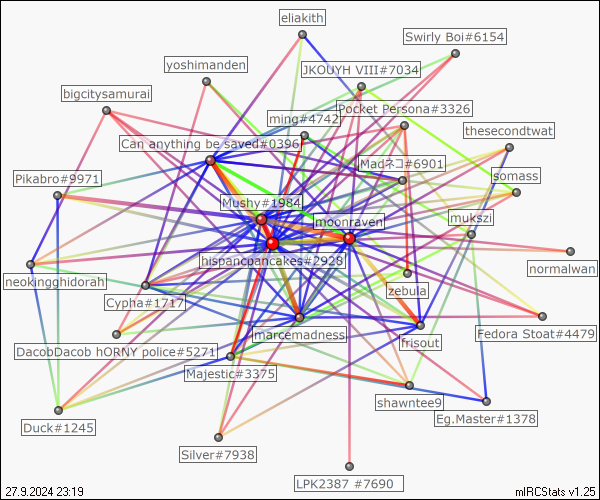 eliakith
Swirly Boi#6154
yoshimanden
JKOUYH VIII#7034
bigcitysamurai
Pocket Persona#3326
ming#4742
thesecondtwat
Can anything be saved#0396
Madネコ#6901
Pikabro#9971
somass
Mushy#1984
moonraven
mukszi
hispancpancakes#2928
normalwan
neokingghidorah
zebula
Cypha#1717
marcemadness
Fedora Stoat#4479
frisout
DacobDacob hORNY police#5271
Majestic#3375
shawntee9
Eg.Master#1378
Duck#1245
Silver#7938
LPK2387 #7690
27.9.2024 23:19
mIRCStats v1.25